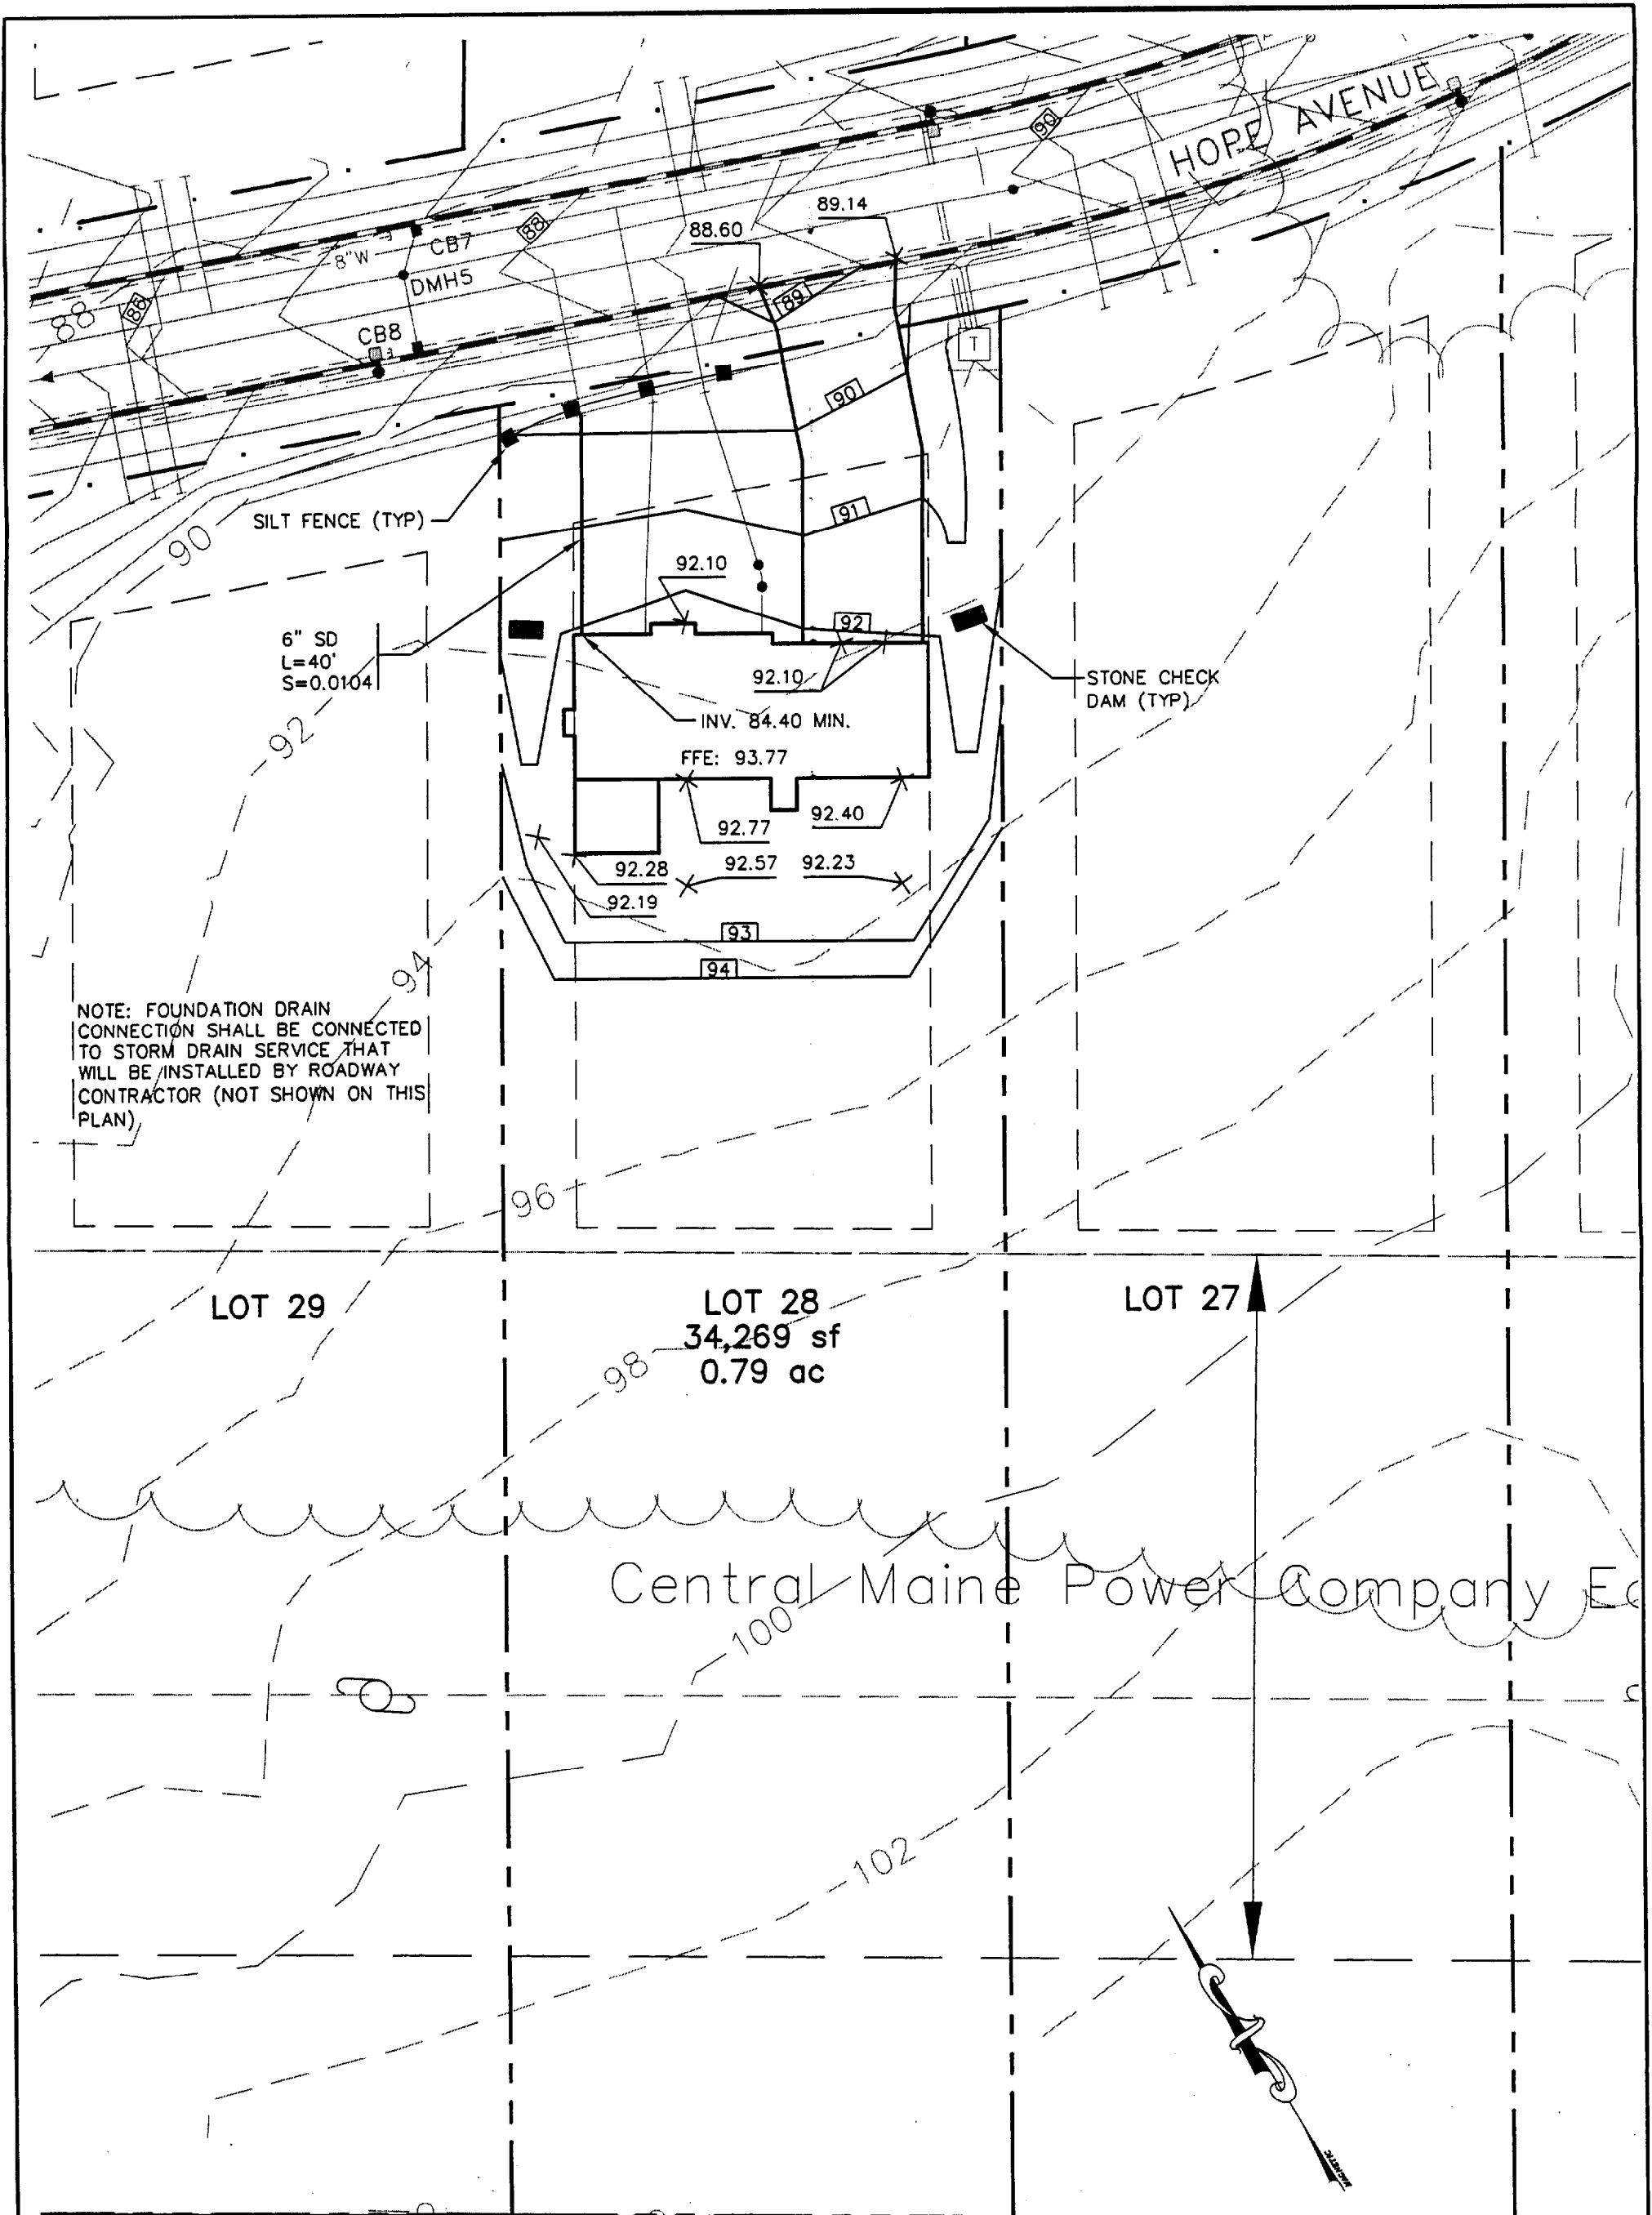 HOPE AVENUE
90
89.14
88.60
88
CB7
8"W
DMH5
88
86
CB8
89
90
SILT FENCE (TYP)
91
90
92.10
6" SD
L=40'
S=0.0104
92
92.10
STONE CHECK
DAM (TYP)
INV. 84.40 MIN.
92
FFE: 93.77
92.77
92.40
92.28
92.57
92.23
92.19
93
94
94
NOTE: FOUNDATION DRAIN
CONNECTION SHALL BE CONNECTED
TO STORM DRAIN SERVICE THAT
WILL BE INSTALLED BY ROADWAY
CONTRACTOR (NOT SHOWN ON THIS
PLAN)
T
96
LOT 29
LOT 28
34,269 sf
0.79 ac
LOT 27
98
Central Maine Power Company
100
102
MAGNETIC